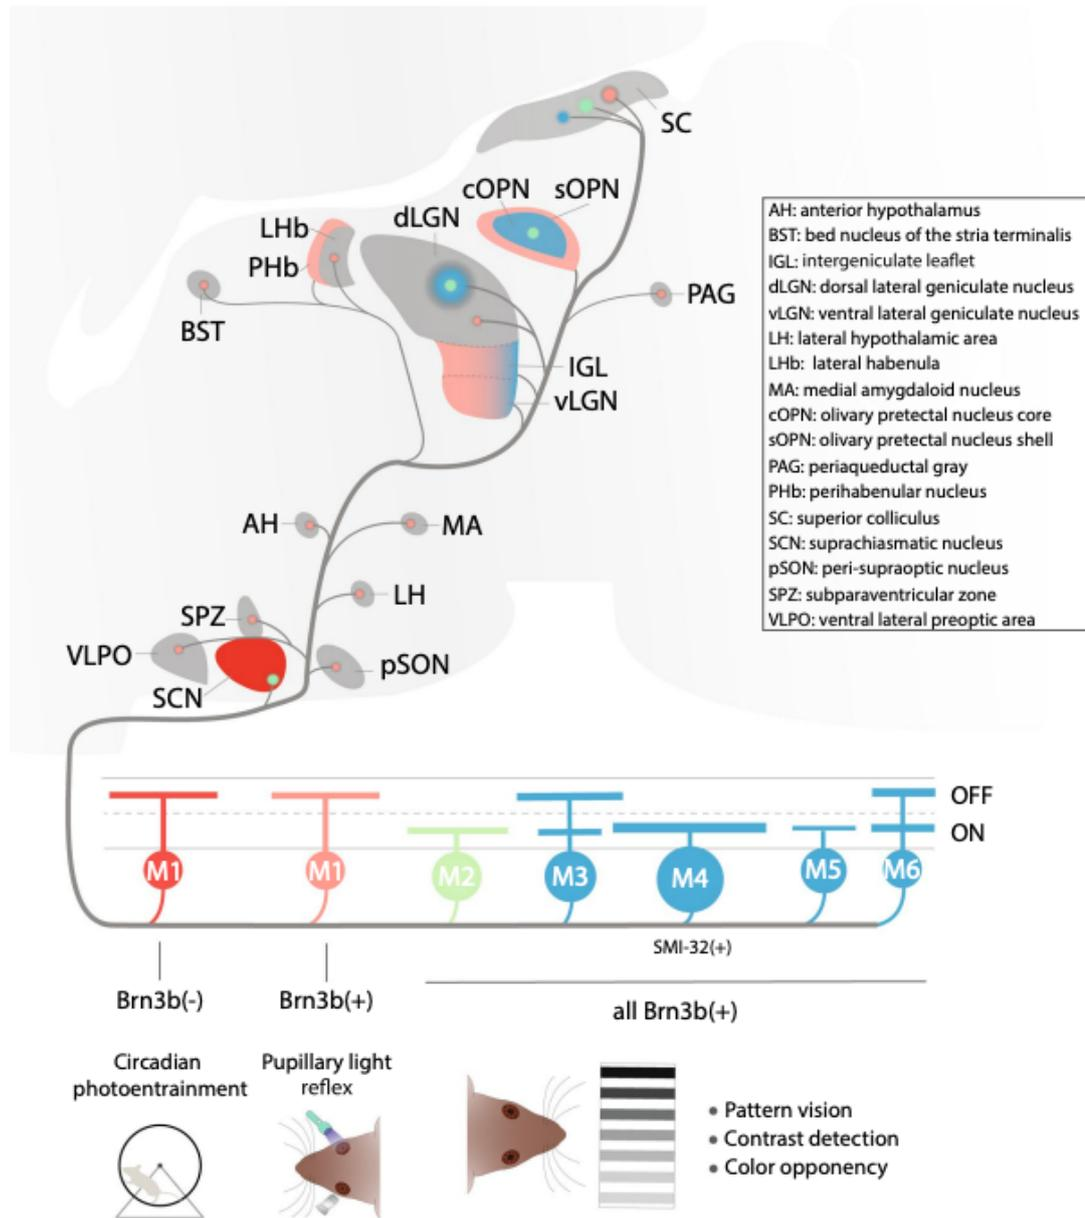 SC
cOPN sOPN
dLGN
LHb
PHb
BST
PAG
IGL
vLGN
AH: anterior hypothalamus
BST: bed nucleus of the stria terminalis
IGL: intergeniculate leaflet
dLGN: dorsal lateral geniculate nucleus
vLGN: ventral lateral geniculate nucleus
LH: lateral hypothalamic area
LHb: lateral habenula
MA: medial amygdaloid nucleus
cOPN: olivary pretectal nucleus core
sOPN: olivary pretectal nucleus shell
PAG: periaqueductal gray
PHb: perihabenular nucleus
SC: superior colliculus
SCN: suprachiasmatic nucleus
pSON: peri-supraoptic nucleus
SPZ: subparaventricular zone
VLPO: ventral lateral preoptic area
AH
MA
LH
SPZ
VLPO
pSON
SCN
OFF
ON
M1 M1 M2 M3 M4 M5 M6
SMI-32(+)
Brn3b(-) Brn3b(+)
all Brn3b(+)
Circadian
photoentrainment
Pupillary light
reflex
• Pattern vision
• Contrast detection
• Color opponency